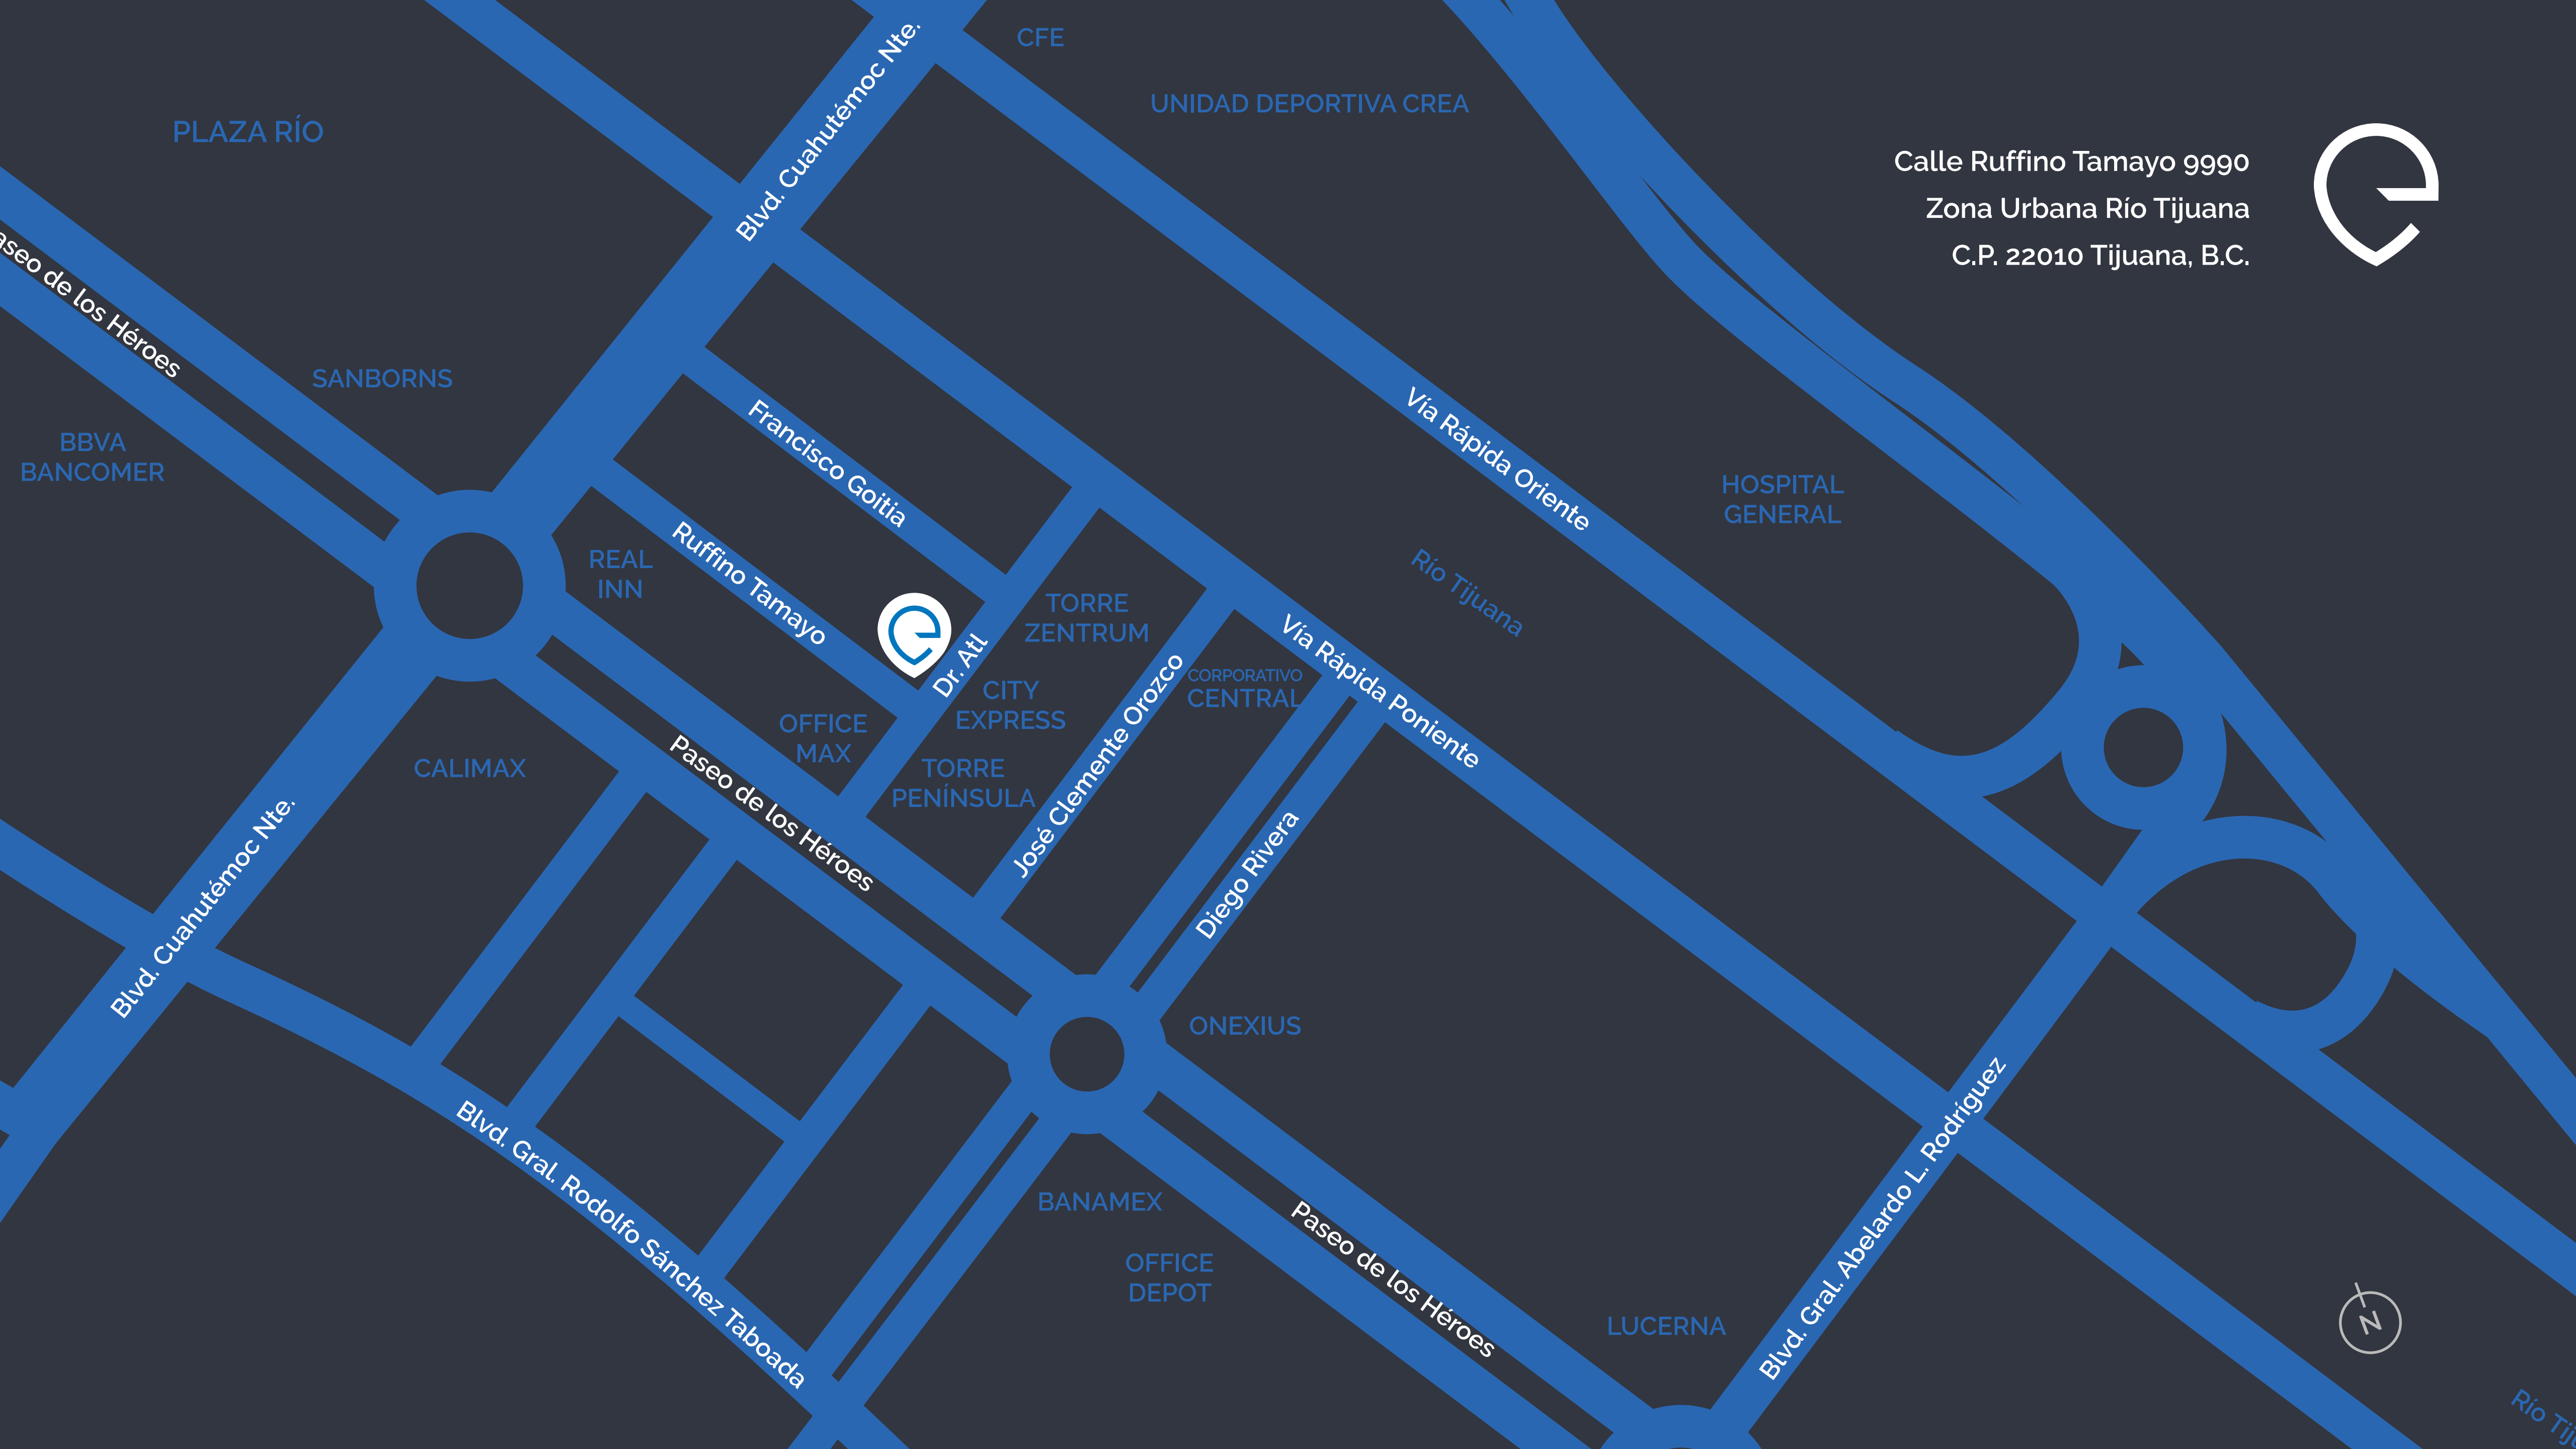 CFE
Blvd. Cuahutémoc Nte.
UNIDAD DEPORTIVA CREA
PLAZA RÍO
Calle Ruffino Tamayo 9990
Zona Urbana Río Tijuana
C.P. 22010 Tijuana, B.C.
de los Héroes
SANBORNS
BBVA
BANCOMER
Francisco Goitia
Vía Rápida Oriente
HOSPITAL
GENERAL
REAL
INN
Ruffino Tamayo
Río Tijuana
TORRE
ZENTRUM
Dr. Atl
CITY
EXPRESS
CORPORATIVO
CENTRAL
Vía Rápida Poniente
José Clemente Orozco
OFFICE
MAX
CALIMAX
Paseo de los Héroes
TORRE
PENÍNSULA
Diego Rivera
Blvd. Cuahutémoc Nte.
ONEXIUS
Blvd. Gral. Rodolfo Sánchez Taboada
BANAMEX
OFFICE
DEPOT
Paseo de los Héroes
LUCERNA
Blvd. Gral. Abelardo L. Rodríguez
N
Río